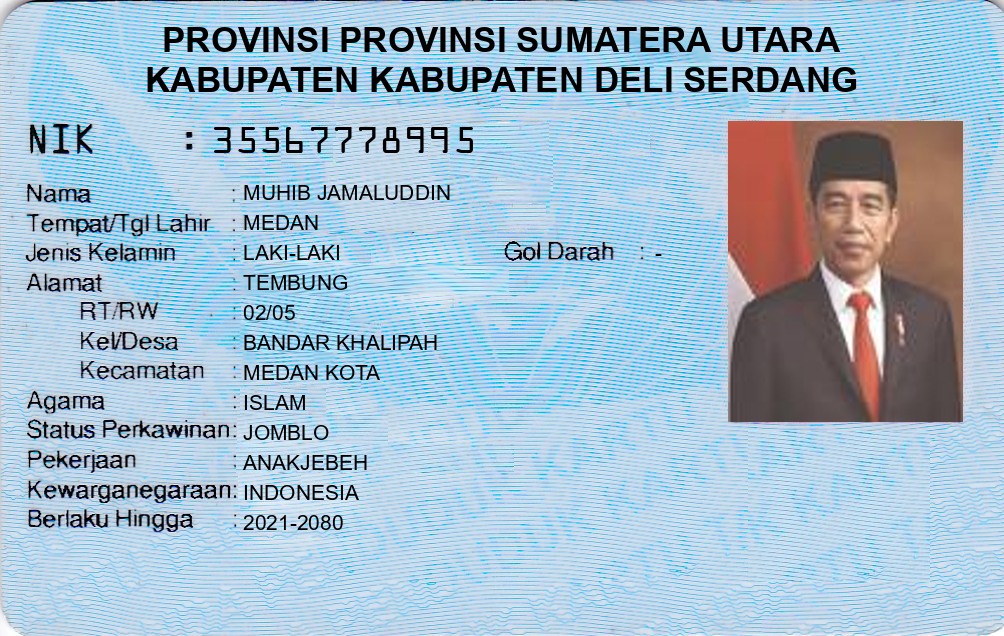 PROVINSI PROVINSI SUMATERA UTARA
KABUPATEN KABUPATEN DELI SERDANG
NIK : 35567778995
Nama : MUHIB JAMALUDDIN
Tempat/Tgl Lahir : MEDAN
Jenis Kelamin : LAKI-LAKI Gol Darah : -
Alamat : TEMBUNG
RT/RW : 02/05
Kel/Desa : BANDAR KHALIPAH
Kecamatan : MEDAN KOTA
Agama : ISLAM
Status Perkawinan: JOMBLO
Pekerjaan : ANAKJEBEH
Kewarganegaraan: INDONESIA
Berlaku Hingga : 2021-2080